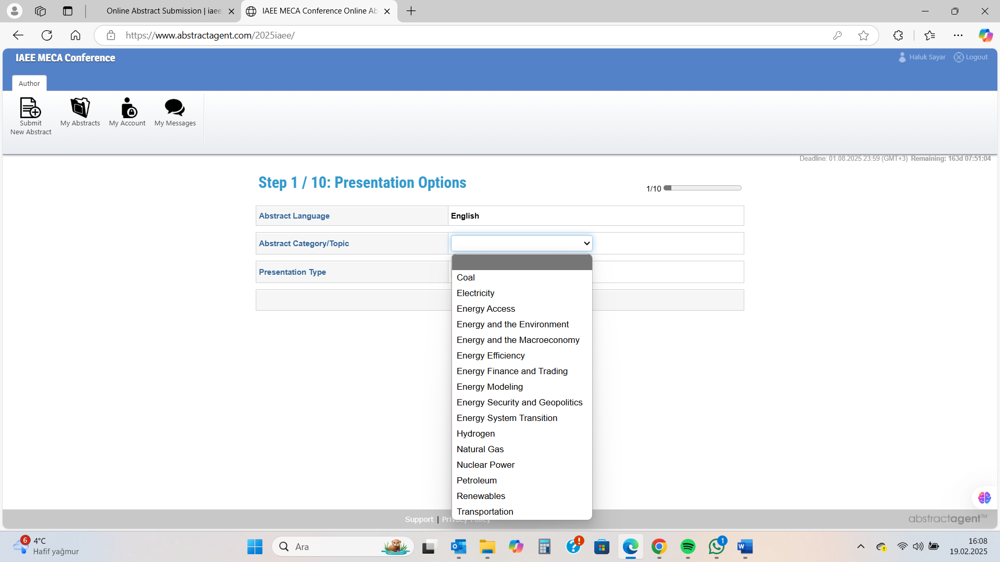 Online Abstract Submission | iaee
IAEE MECA Conference Online Ab
https://www.abstractagent.com/2025iaee/
IAEE MECA Conference
Haluk Sayar
Logout
Author
Submit
New Abstract
My Abstracts
My Account
My Messages
Deadline: 01.08.2025 23:59 (GMT+3) Remaining: 163d 07:51:04
Step 1 / 10: Presentation Options
1/10
Abstract Language
English
Abstract Category/Topic
Presentation Type
Coal
Electricity
Energy Access
Energy and the Environment
Energy and the Macroeconomy
Energy Efficiency
Energy Finance and Trading
Energy Modeling
Energy Security and Geopolitics
Energy System Transition
Hydrogen
Natural Gas
Nuclear Power
Petroleum
Renewables
Transportation
Support | Privacy Policy
abstractagent™
6
4°C
Hafif yağmur
Ara
1
16:08
19.02.2025